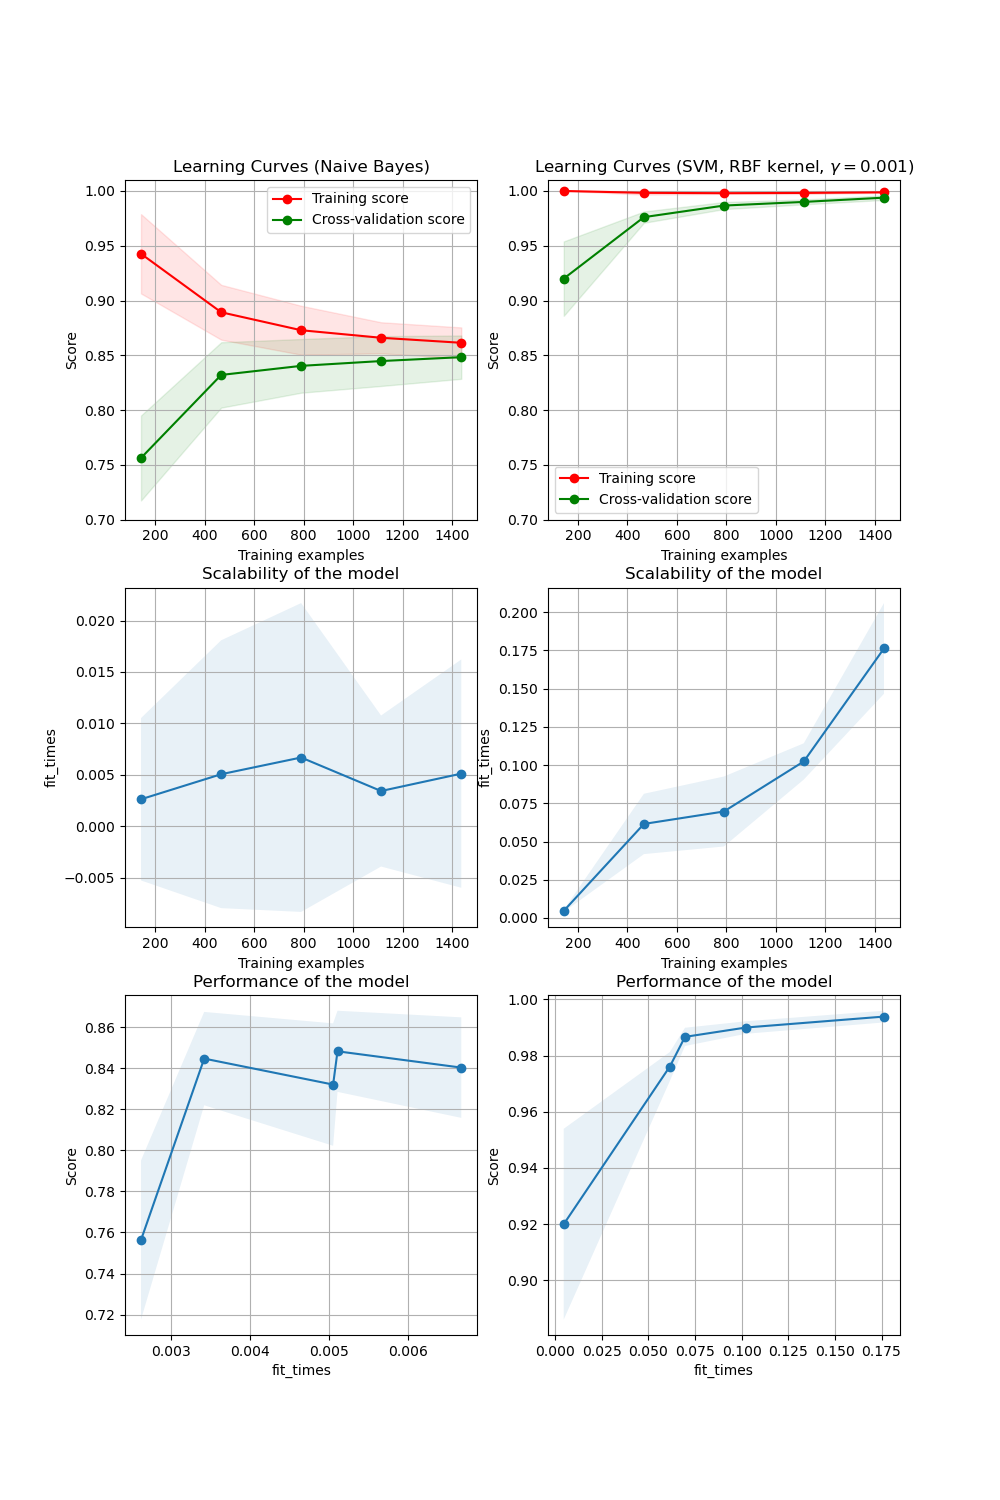 Learning Curves (Naive Bayes)
1.00
0.95
0.90
0.85
0.80
0.75
0.70
Score
Training score
Cross-validation score
200 400 600 800 1000 1200 1400
Training examples
Learning Curves (SVM, RBF kernel, γ = 0.001)
1.00
0.95
0.90
0.85
0.80
0.75
0.70
Score
Training score
Cross-validation score
200 400 600 800 1000 1200 1400
Training examples
Scalability of the model
0.020
0.015
0.010
0.005
0.000
−0.005
fit_times
200 400 600 800 1000 1200 1400
Training examples
Scalability of the model
0.200
0.175
0.150
0.125
0.100
0.075
0.050
0.025
0.000
fit_times
200 400 600 800 1000 1200 1400
Training examples
Performance of the model
0.86
0.84
0.82
0.80
0.78
0.76
0.74
0.72
Score
0.003 0.004 0.005 0.006
fit_times
Performance of the model
1.00
0.98
0.96
0.94
0.92
0.90
Score
0.000 0.025 0.050 0.075 0.100 0.125 0.150 0.175
fit_times